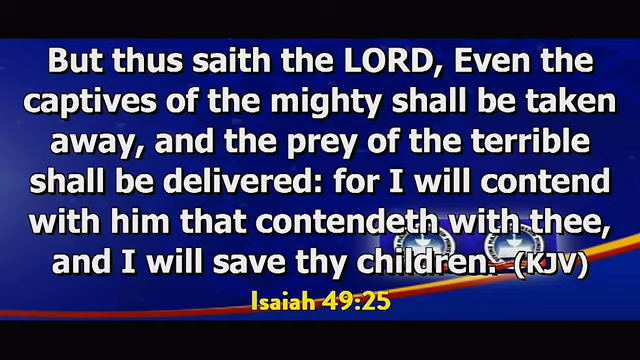 But thus saith the LORD, Even the
captives of the mighty shall be taken
away, and the prey of the terrible
shall be delivered: for I will contend
with him that contendeth with thee,
and I will save thy children. (KJV)
Isaiah 49:25